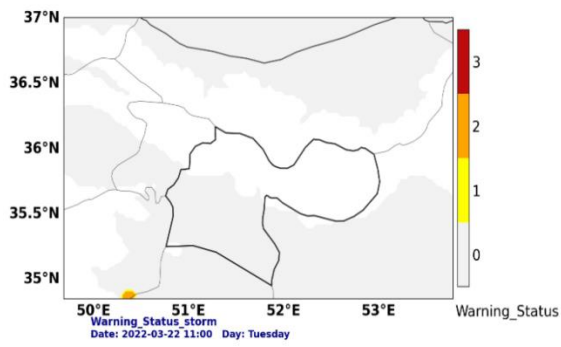 37°N
36.5°N
36°N
35.5°N
35°N
50°E
51°E
52°E
53°E
3
2
1
0
Warning_Status
Warning_Status_storm
Date: 2022-03-22 11:00 Day: Tuesday